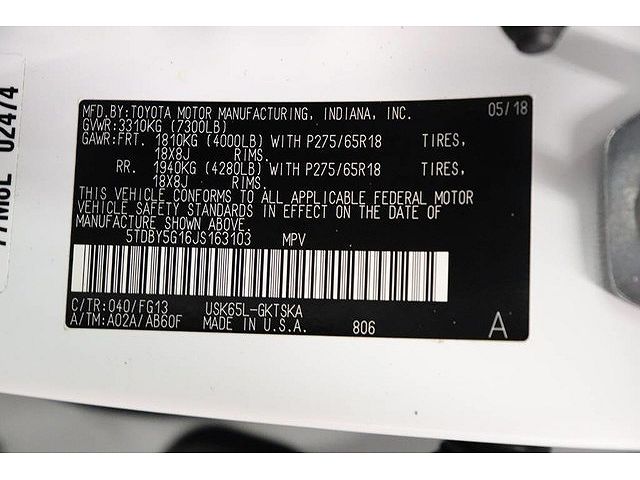 MFD.BY:TOYOTA MOTOR MANUFACTURING, INDIANA, INC. 05/18
GVWR:3310KG (7300LB)
GAWR:FRT. 1810KG (4000LB) WITH P275/65R18 TIRES,
18X8J RIMS.
RR. 1940KG (4280LB) WITH P275/65R18 TIRES,
18X8J RIMS.
THIS VEHICLE CONFORMS TO ALL APPLICABLE FEDERAL MOTOR
VEHICLE SAFETY STANDARDS IN EFFECT ON THE DATE OF
MANUFACTURE SHOWN ABOVE.
5TDBY5G16JS163103 MPV
C/TR:040/FG13 USK65L-GKTSKA
A/TM:A02A/AB60F MADE IN U.S.A. 806 A
02474